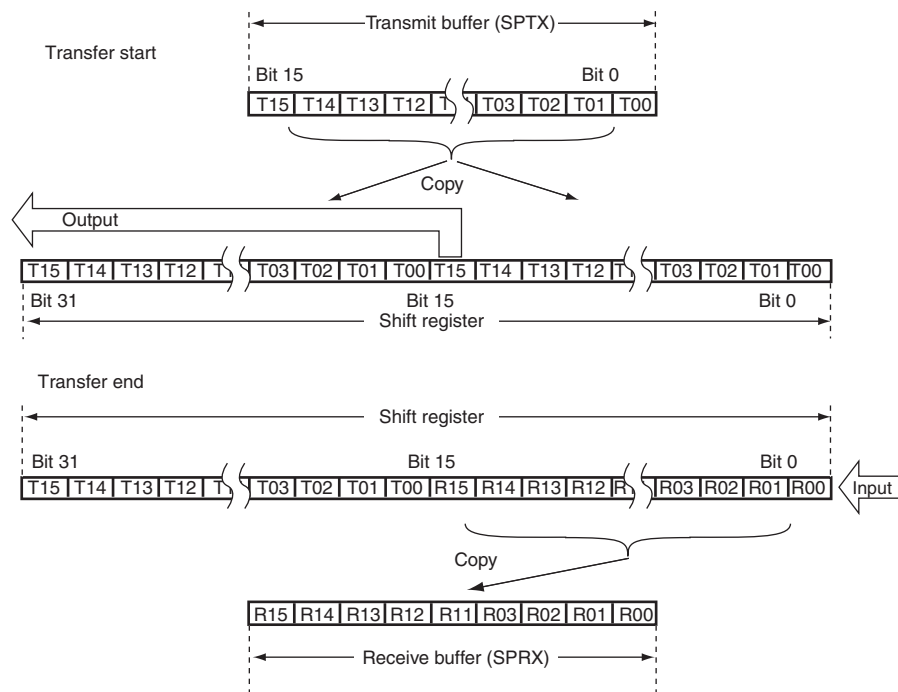 Transmit buffer (SPTX)
Transfer start
Bit 15 Bit 0
T15 T14 T13 T12 T03 T02 T01 T00
Copy
Output
T15 T14 T13 T12 T03 T02 T01 T00 T15 T14 T13 T12 T03 T02 T01 T00
Bit 31 Bit 15 Bit 0
Shift register
Transfer end
Shift register
Bit 31 Bit 15 Bit 0
T15 T14 T13 T12 T03 T02 T01 T00 R15 R14 R13 R12 R03 R02 R01 R00
Input
Copy
R15 R14 R13 R12 R11 R03 R02 R01 R00
Receive buffer (SPRX)